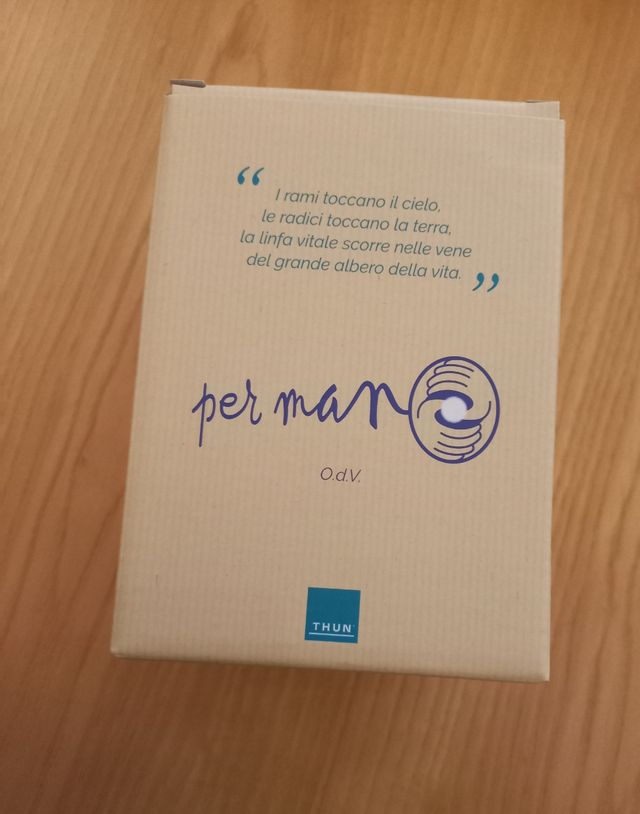 “
I rami toccano il cielo,
le radici toccano la terra,
la linfa vitale scorre nelle vene
del grande albero della vita.
”
per mano
O.d.V.
THUN®